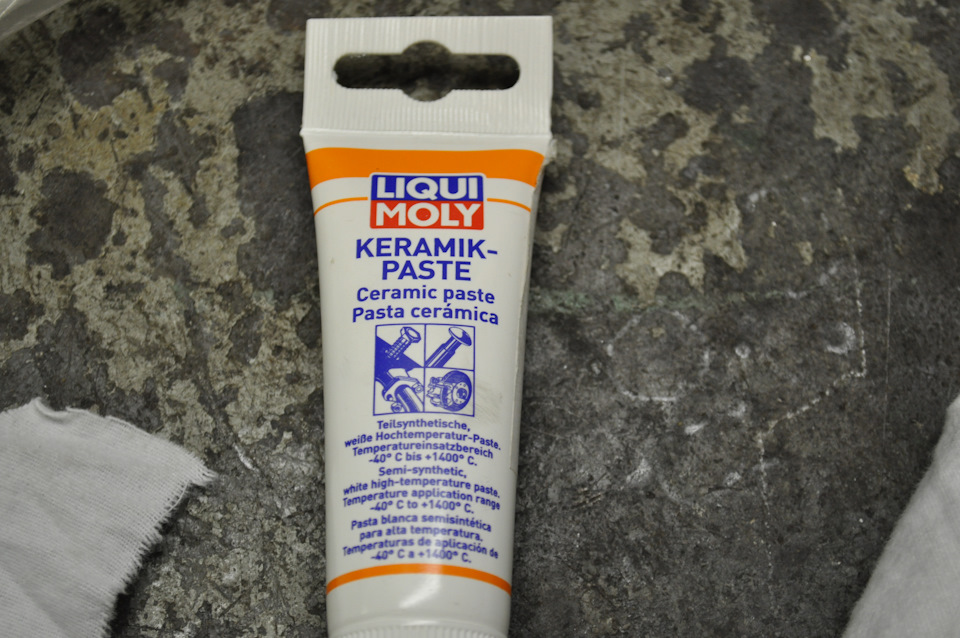 LIQUI
MOLY
KERAMIK-
PASTE
Ceramic paste
Pasta cerámica
Teilsynthetische,
weiße Hochtemperatur-Paste.
Temperatureinsatzbereich
-40° C bis +1400° C.
Semi-synthetic,
white high-temperature paste.
Temperature application range
-40° C to +1400° C.
Pasta blanca semisintética
para alta temperatura.
Temperaturas de aplicación de
-40° C a +1400° C.